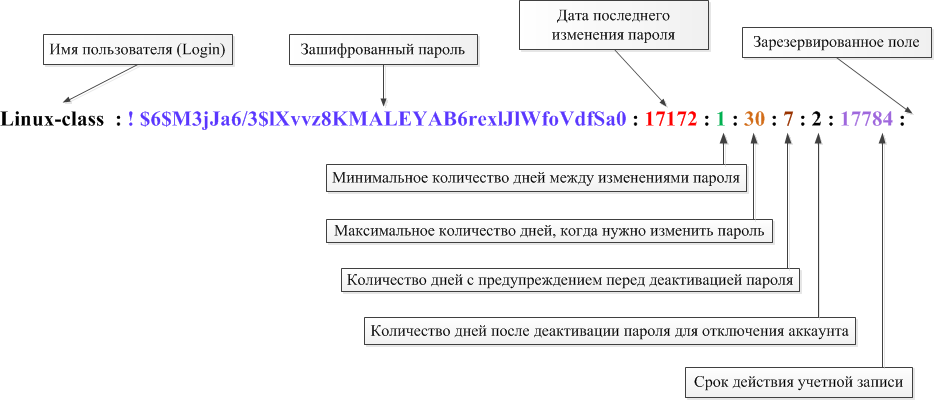 Дата последнего
изменения пароля
Имя пользователя (Login)
Зашифрованный пароль
Зарезервированное поле
Linux-class : ! $6$M3jJa6/3$lXvvz8KMALEYAB6rexlJlWfoVdfSa0 : 17172 : 1 : 30 : 7 : 2 : 17784 :
Минимальное количество дней между изменениями пароля
Максимальное количество дней, когда нужно изменить пароль
Количество дней с предупреждением перед деактивацией пароля
Количество дней после деактивации пароля для отключения аккаунта
Срок действия учетной записи